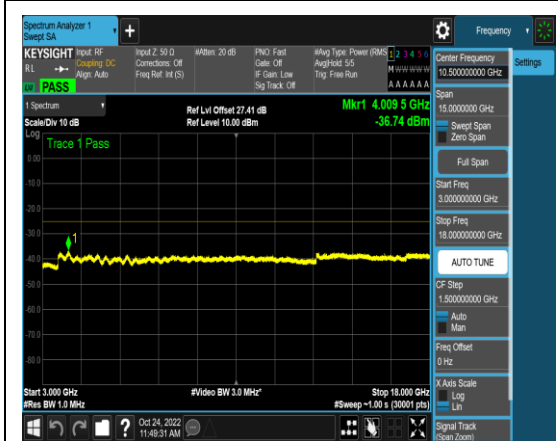 Spectrum Analyzer 1
Swept SA
+
Frequency
KEYSIGHT
RL
PASS
Input: RF
Coupling: DC
Align: Auto
Input Z: 50 Ω
Corrections: Off
Freq Ref: Int (S)
#Atten: 20 dB
PNO: Fast
Gate: Off
IF Gain: Low
Sig Track: Off
#Avg Type: Power (RMS
Avg|Hold: 5/5
Trig: Free Run
1 2 3 4 5 6
M W W W W W
A A A A A A
1 Spectrum
Scale/Div 10 dB
Ref Lvl Offset 27.41 dB
Ref Level 10.00 dBm
Mkr1 4.009 5 GHz
-36.74 dBm
Log
Trace 1 Pass
0.00
-10.0
-20.0
-30.0
-40.0
-50.0
-60.0
-70.0
-80.0
1
Start 3.000 GHz
#Res BW 1.0 MHz
#Video BW 3.0 MHz*
Stop 18.000 GHz
#Sweep ~1.00 s (30001 pts)
Oct 24, 2022
11:49:31 AM
?
Center Frequency
10.500000000 GHz
Settings
Span
15.0000000 GHz
Swept Span
Zero Span
Full Span
Start Freq
3.000000000 GHz
Stop Freq
18.000000000 GHz
AUTO TUNE
CF Step
1.500000000 GHz
Auto
Man
Freq Offset
0 Hz
X Axis Scale
Log
Lin
Signal Track
(Span Zoom)